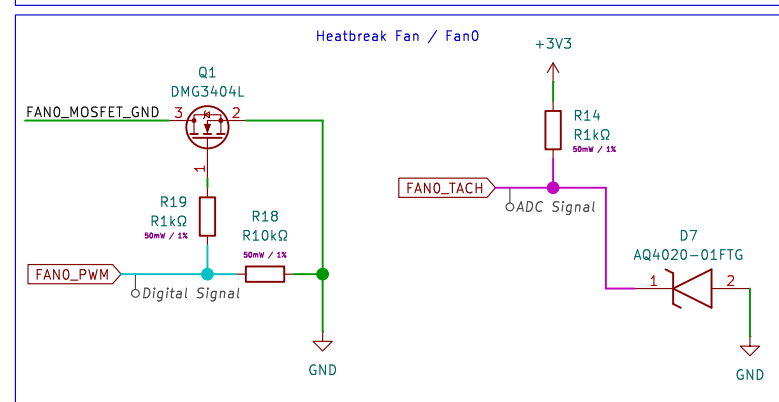 Heatbreak Fan / Fan0
+3V3
Q1
DMG3404L
FAN0_MOSFET_GND
3
2
1
R14
R1kΩ
50mW / 1%
FAN0_TACH
ADC Signal
R19
R1kΩ
50mW / 1%
R18
R10kΩ
50mW / 1%
FAN0_PWM
Digital Signal
GND
D7
AQ4020-01FTG
1
2
GND